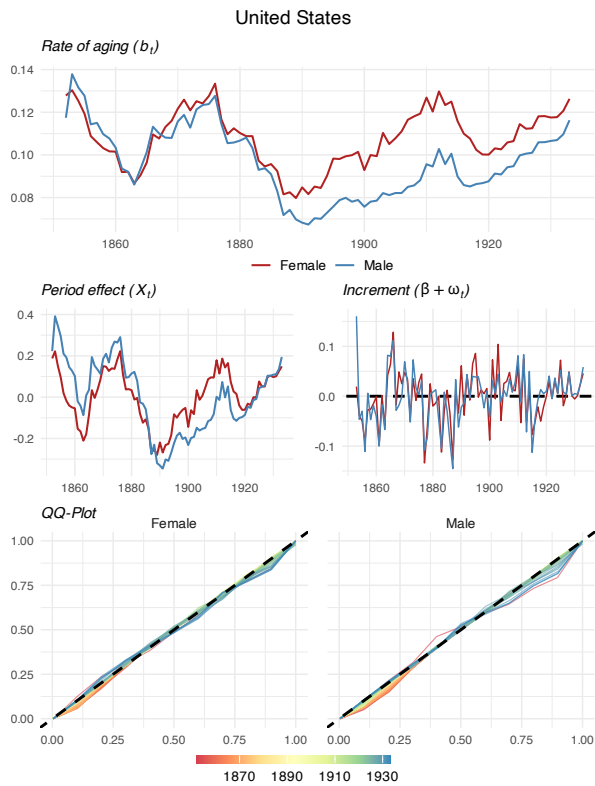 United States
Rate of aging (b_t)
0.14
0.12
0.10
0.08
1860 1880 1900 1920
Female Male
Period effect (X_t) Increment (β + ω_t)
0.4
0.2
0.0
-0.2
1860 1880 1900 1920
0.1
0.0
-0.1
1860 1880 1900 1920
QQ-Plot
Female Male
1.00
0.75
0.50
0.25
0.00
0.00 0.25 0.50 0.75 1.00 0.00 0.25 0.50 0.75 1.00
1870 1890 1910 1930